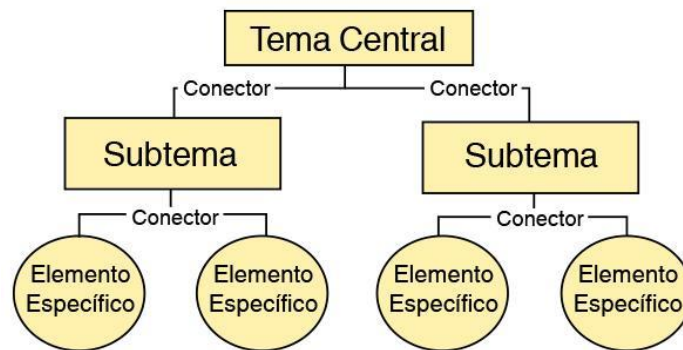 Tema Central
Conector
Conector
Subtema
Subtema
Conector
Conector
Elemento
Específico
Elemento
Específico
Elemento
Específico
Elemento
Específico